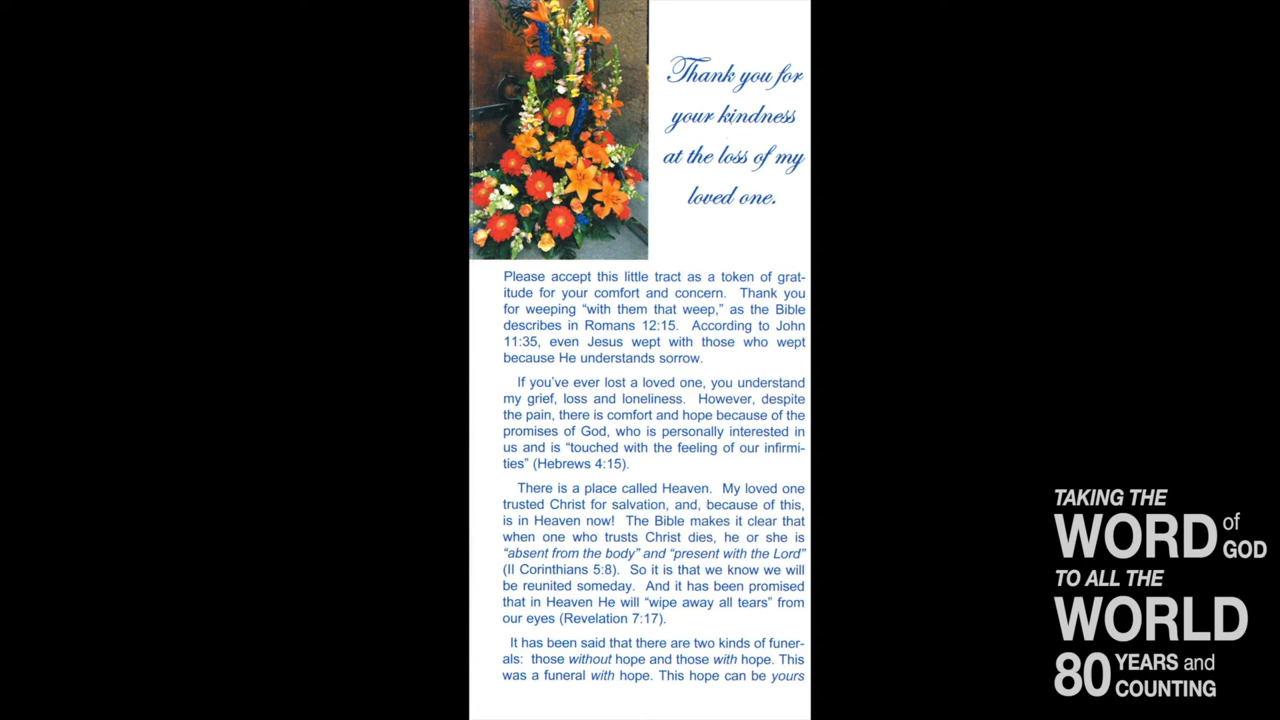 Thank you for
your kindness
at the loss of my
loved one.
Please accept this little tract as a token of grat-
itude for your comfort and concern. Thank you
for weeping “with them that weep,” as the Bible
describes in Romans 12:15. According to John
11:35, even Jesus wept with those who wept
because He understands sorrow.
If you’ve ever lost a loved one, you understand
my grief, loss and loneliness. However, despite
the pain, there is comfort and hope because of the
promises of God, who is personally interested in
us and is “touched with the feeling of our infirmi-
ties” (Hebrews 4:15).
There is a place called Heaven. My loved one
trusted Christ for salvation, and, because of this,
is in Heaven now! The Bible makes it clear that
when one who trusts Christ dies, he or she is
“absent from the body” and “present with the Lord”
(II Corinthians 5:8). So it is that we know we will
be reunited someday. And it has been promised
that in Heaven He will “wipe away all tears” from
our eyes (Revelation 7:17).
It has been said that there are two kinds of funer-
als: those without hope and those with hope. This
was a funeral with hope. This hope can be yours
TAKING THE
WORD of GOD
TO ALL THE
WORLD
80 YEARS and
COUNTING